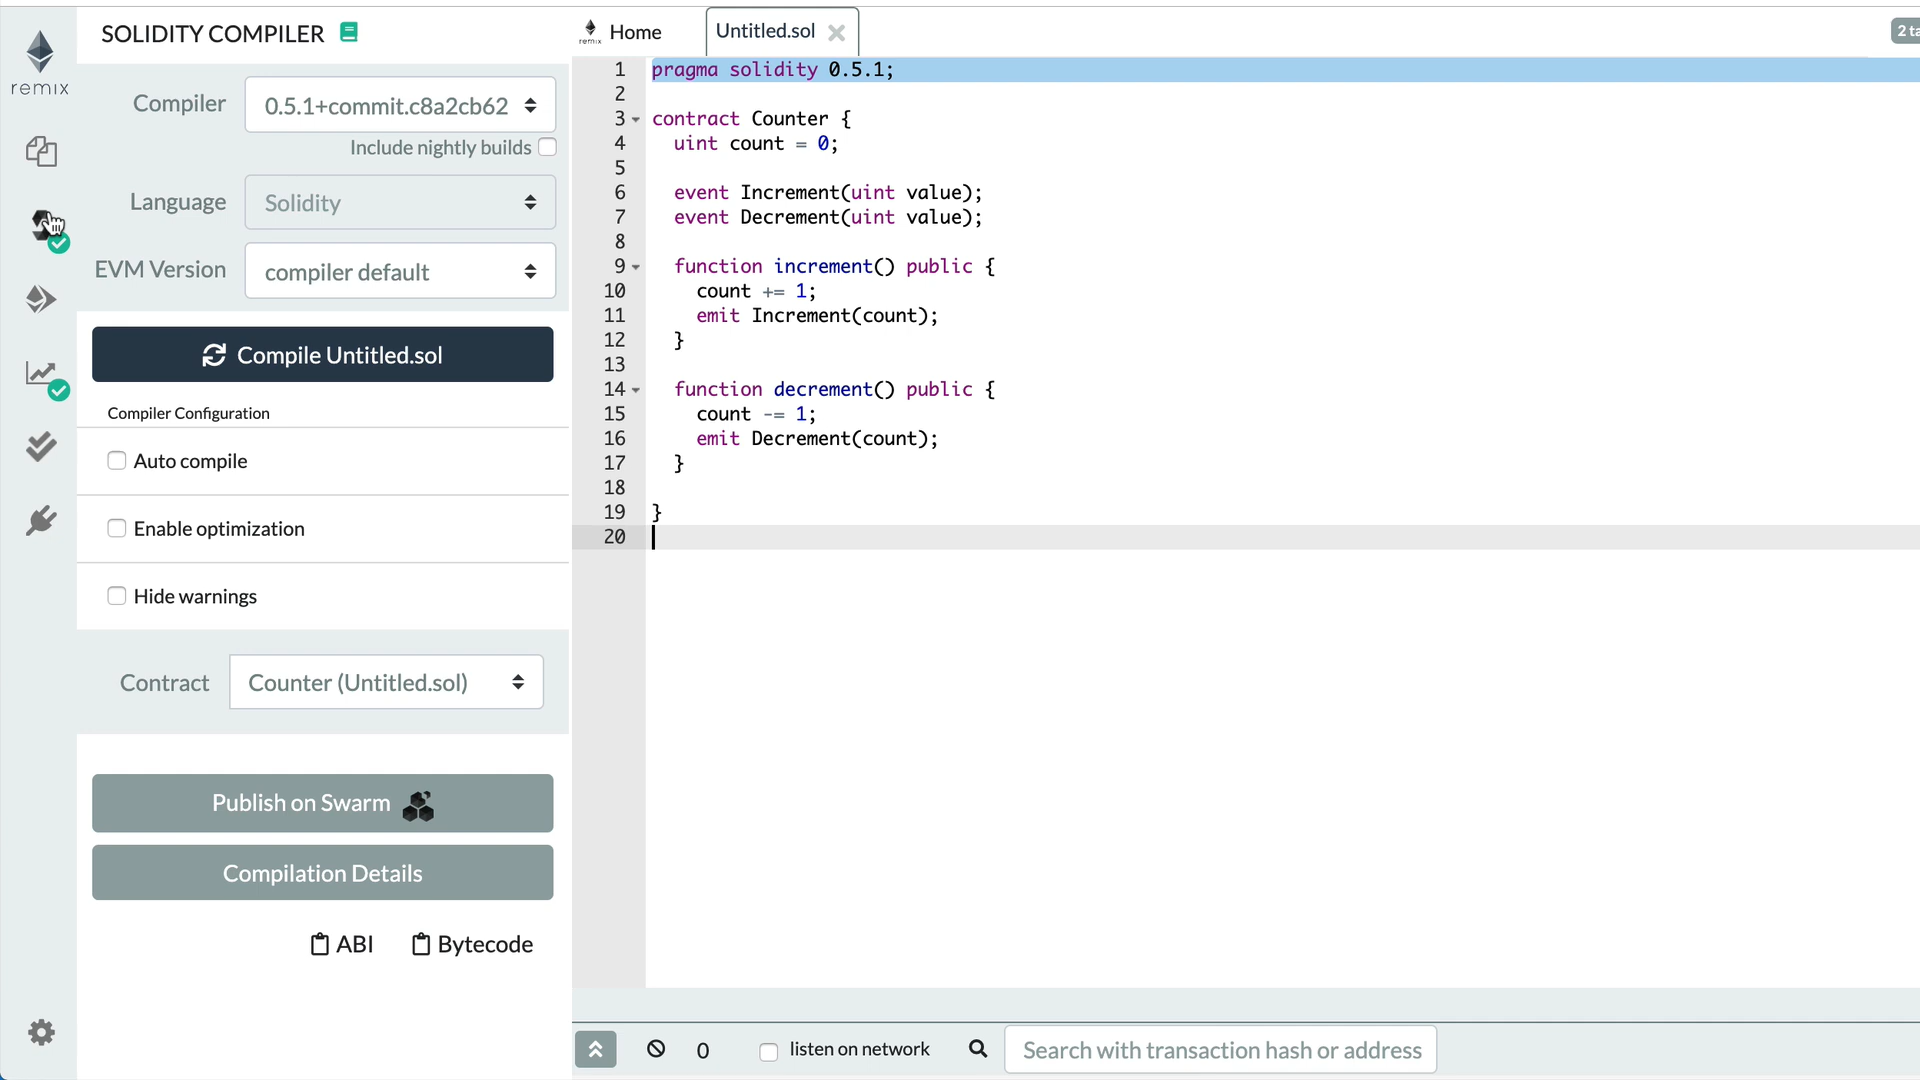 remix
SOLIDITY COMPILER
Compiler
0.5.1+commit.c8a2cb62
Include nightly builds
Language
Solidity
EVM Version
compiler default
Compile Untitled.sol
Compiler Configuration
Auto compile
Enable optimization
Hide warnings
Contract
Counter (Untitled.sol)
Publish on Swarm
Compilation Details
ABI
Bytecode
remix
Home
Untitled.sol
2
1 pragma solidity 0.5.1;
2
3 contract Counter {
4 uint count = 0;
5
6 event Increment(uint value);
7 event Decrement(uint value);
8
9 function increment() public {
10 count += 1;
11 emit Increment(count);
12 }
13
14 function decrement() public {
15 count -= 1;
16 emit Decrement(count);
17 }
18
19 }
20
0
listen on network
Search with transaction hash or address